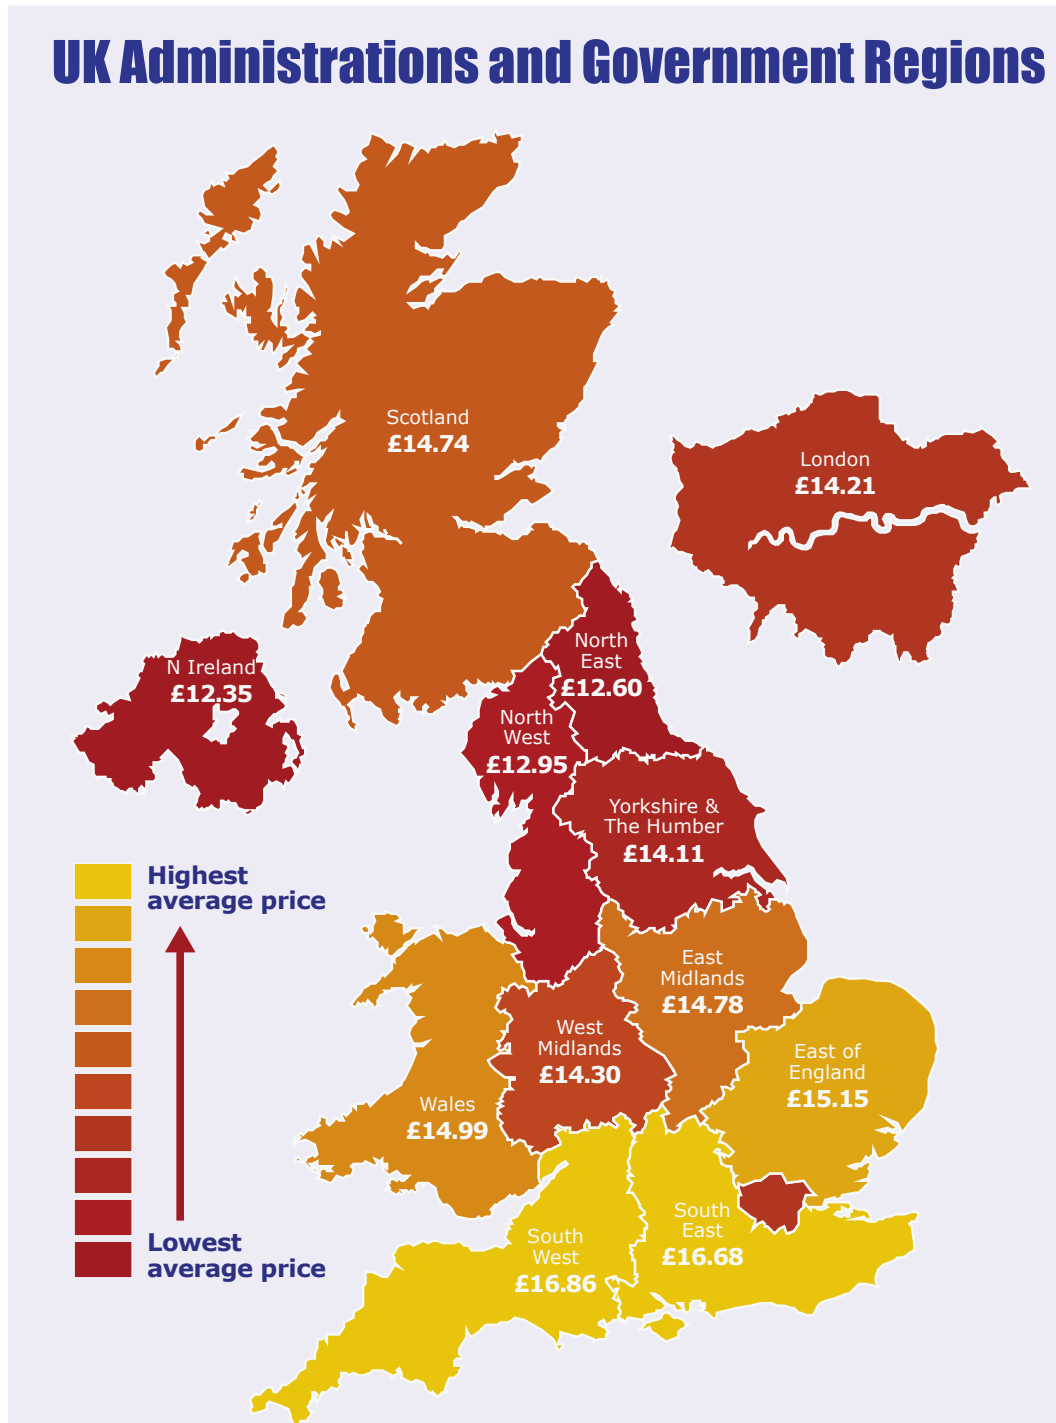 UK Administrations and Government Regions
Scotland
£14.74
London
£14.21
N Ireland
£12.35
North
East
£12.60
North
West
£12.95
Yorkshire &
The Humber
£14.11
Highest
average price
East
Midlands
£14.78
West
Midlands
£14.30
East of
England
£15.15
Wales
£14.99
South
East
£16.68
South
West
£16.86
Lowest
average price